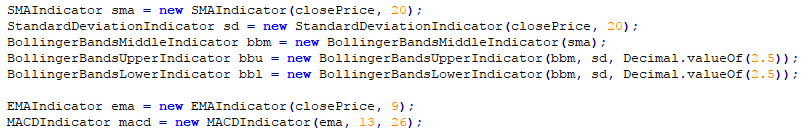 SMAIndicator sma = new SMAIndicator(closePrice, 20);
StandardDeviationIndicator sd = new StandardDeviationIndicator(closePrice, 20);
BollingerBandsMiddleIndicator bbm = new BollingerBandsMiddleIndicator(sma);
BollingerBandsUpperIndicator bbu = new BollingerBandsUpperIndicator(bbm, sd, Decimal.valueOf(2.5));
BollingerBandsLowerIndicator bbl = new BollingerBandsLowerIndicator(bbm, sd, Decimal.valueOf(2.5));
EMAIndicator ema = new EMAIndicator(closePrice, 9);
MACDIndicator macd = new MACDIndicator(ema, 13, 26);